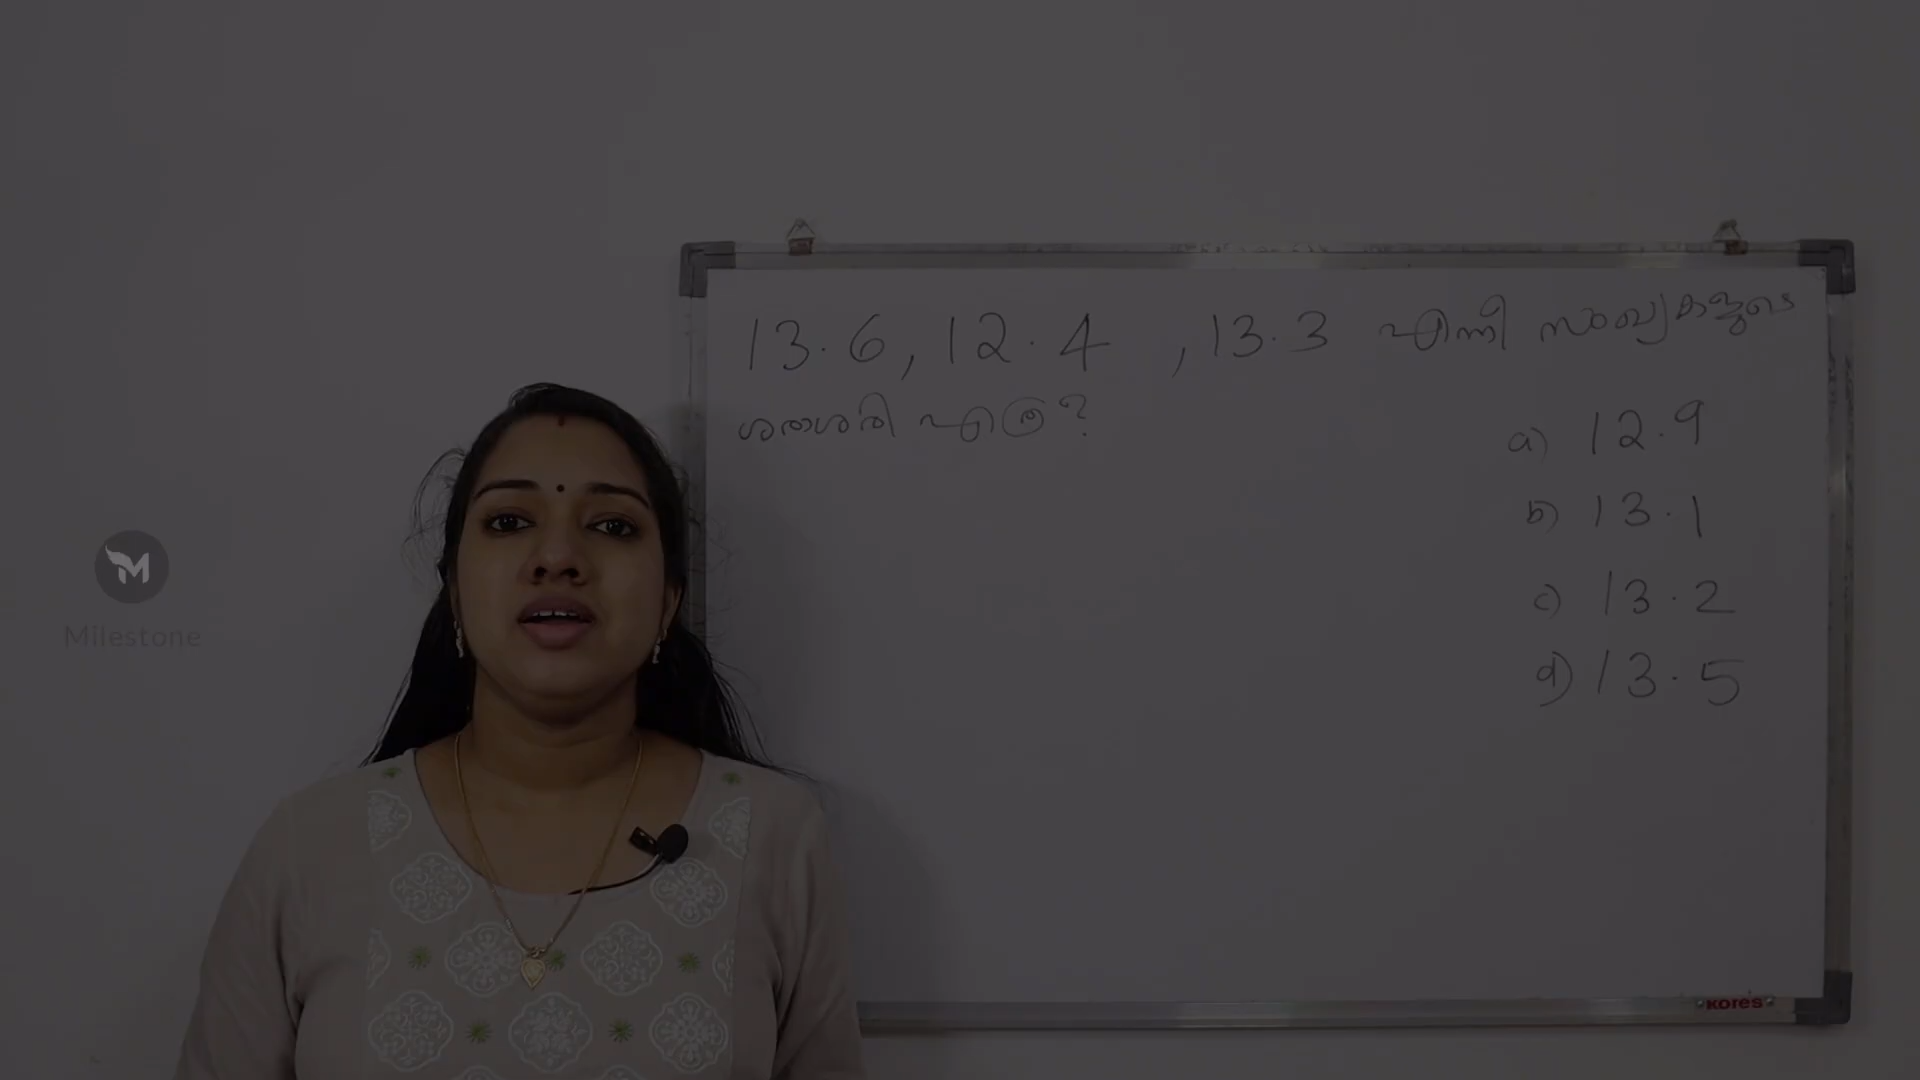 13.6, 12.4 , 13.3 എന്നീ സംഖ്യകളുടെ
ശരാശരി എത്ര?
a) 12.9
b) 13.1
c) 13.2
d) 13.5
Milestone
KORES